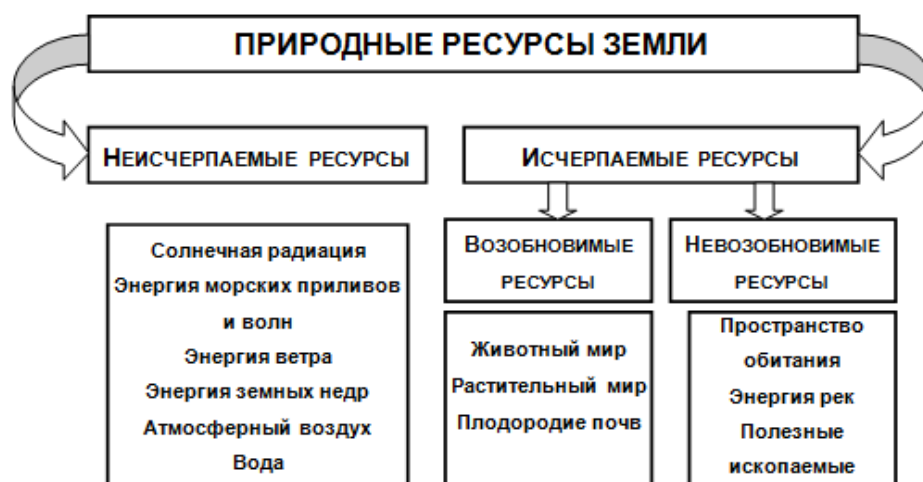 ПРИРОДНЫЕ РЕСУРСЫ ЗЕМЛИ
НЕИСЧЕРПАЕМЫЕ РЕСУРСЫ
ИСЧЕРПАЕМЫЕ РЕСУРСЫ
Солнечная радиация
Энергия морских приливов
и волн
Энергия ветра
Энергия земных недр
Атмосферный воздух
Вода
ВОЗОБНОВИМЫЕ
РЕСУРСЫ
Животный мир
Растительный мир
Плодородие почв
НЕВОЗОБНОВИМЫЕ
РЕСУРСЫ
Пространство
обитания
Энергия рек
Полезные
ископаемые